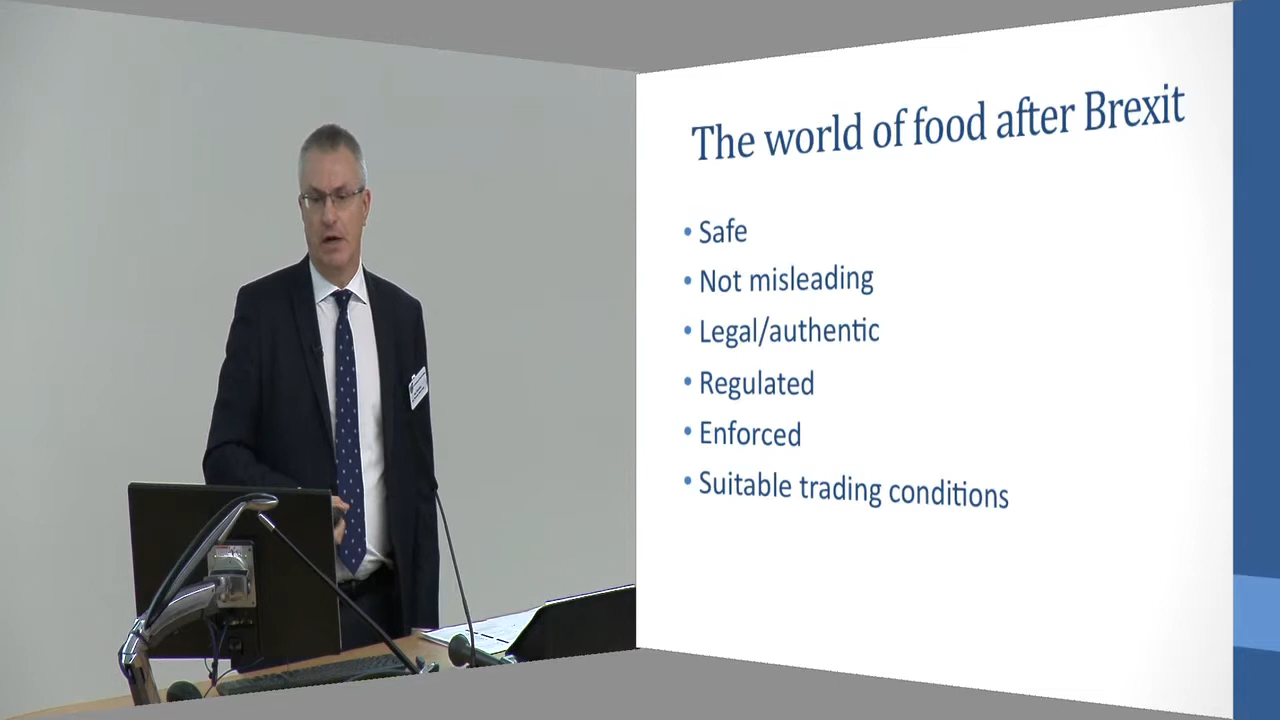 The world of food after Brexit
• Safe
• Not misleading
• Legal/authentic
• Regulated
• Enforced
• Suitable trading conditions